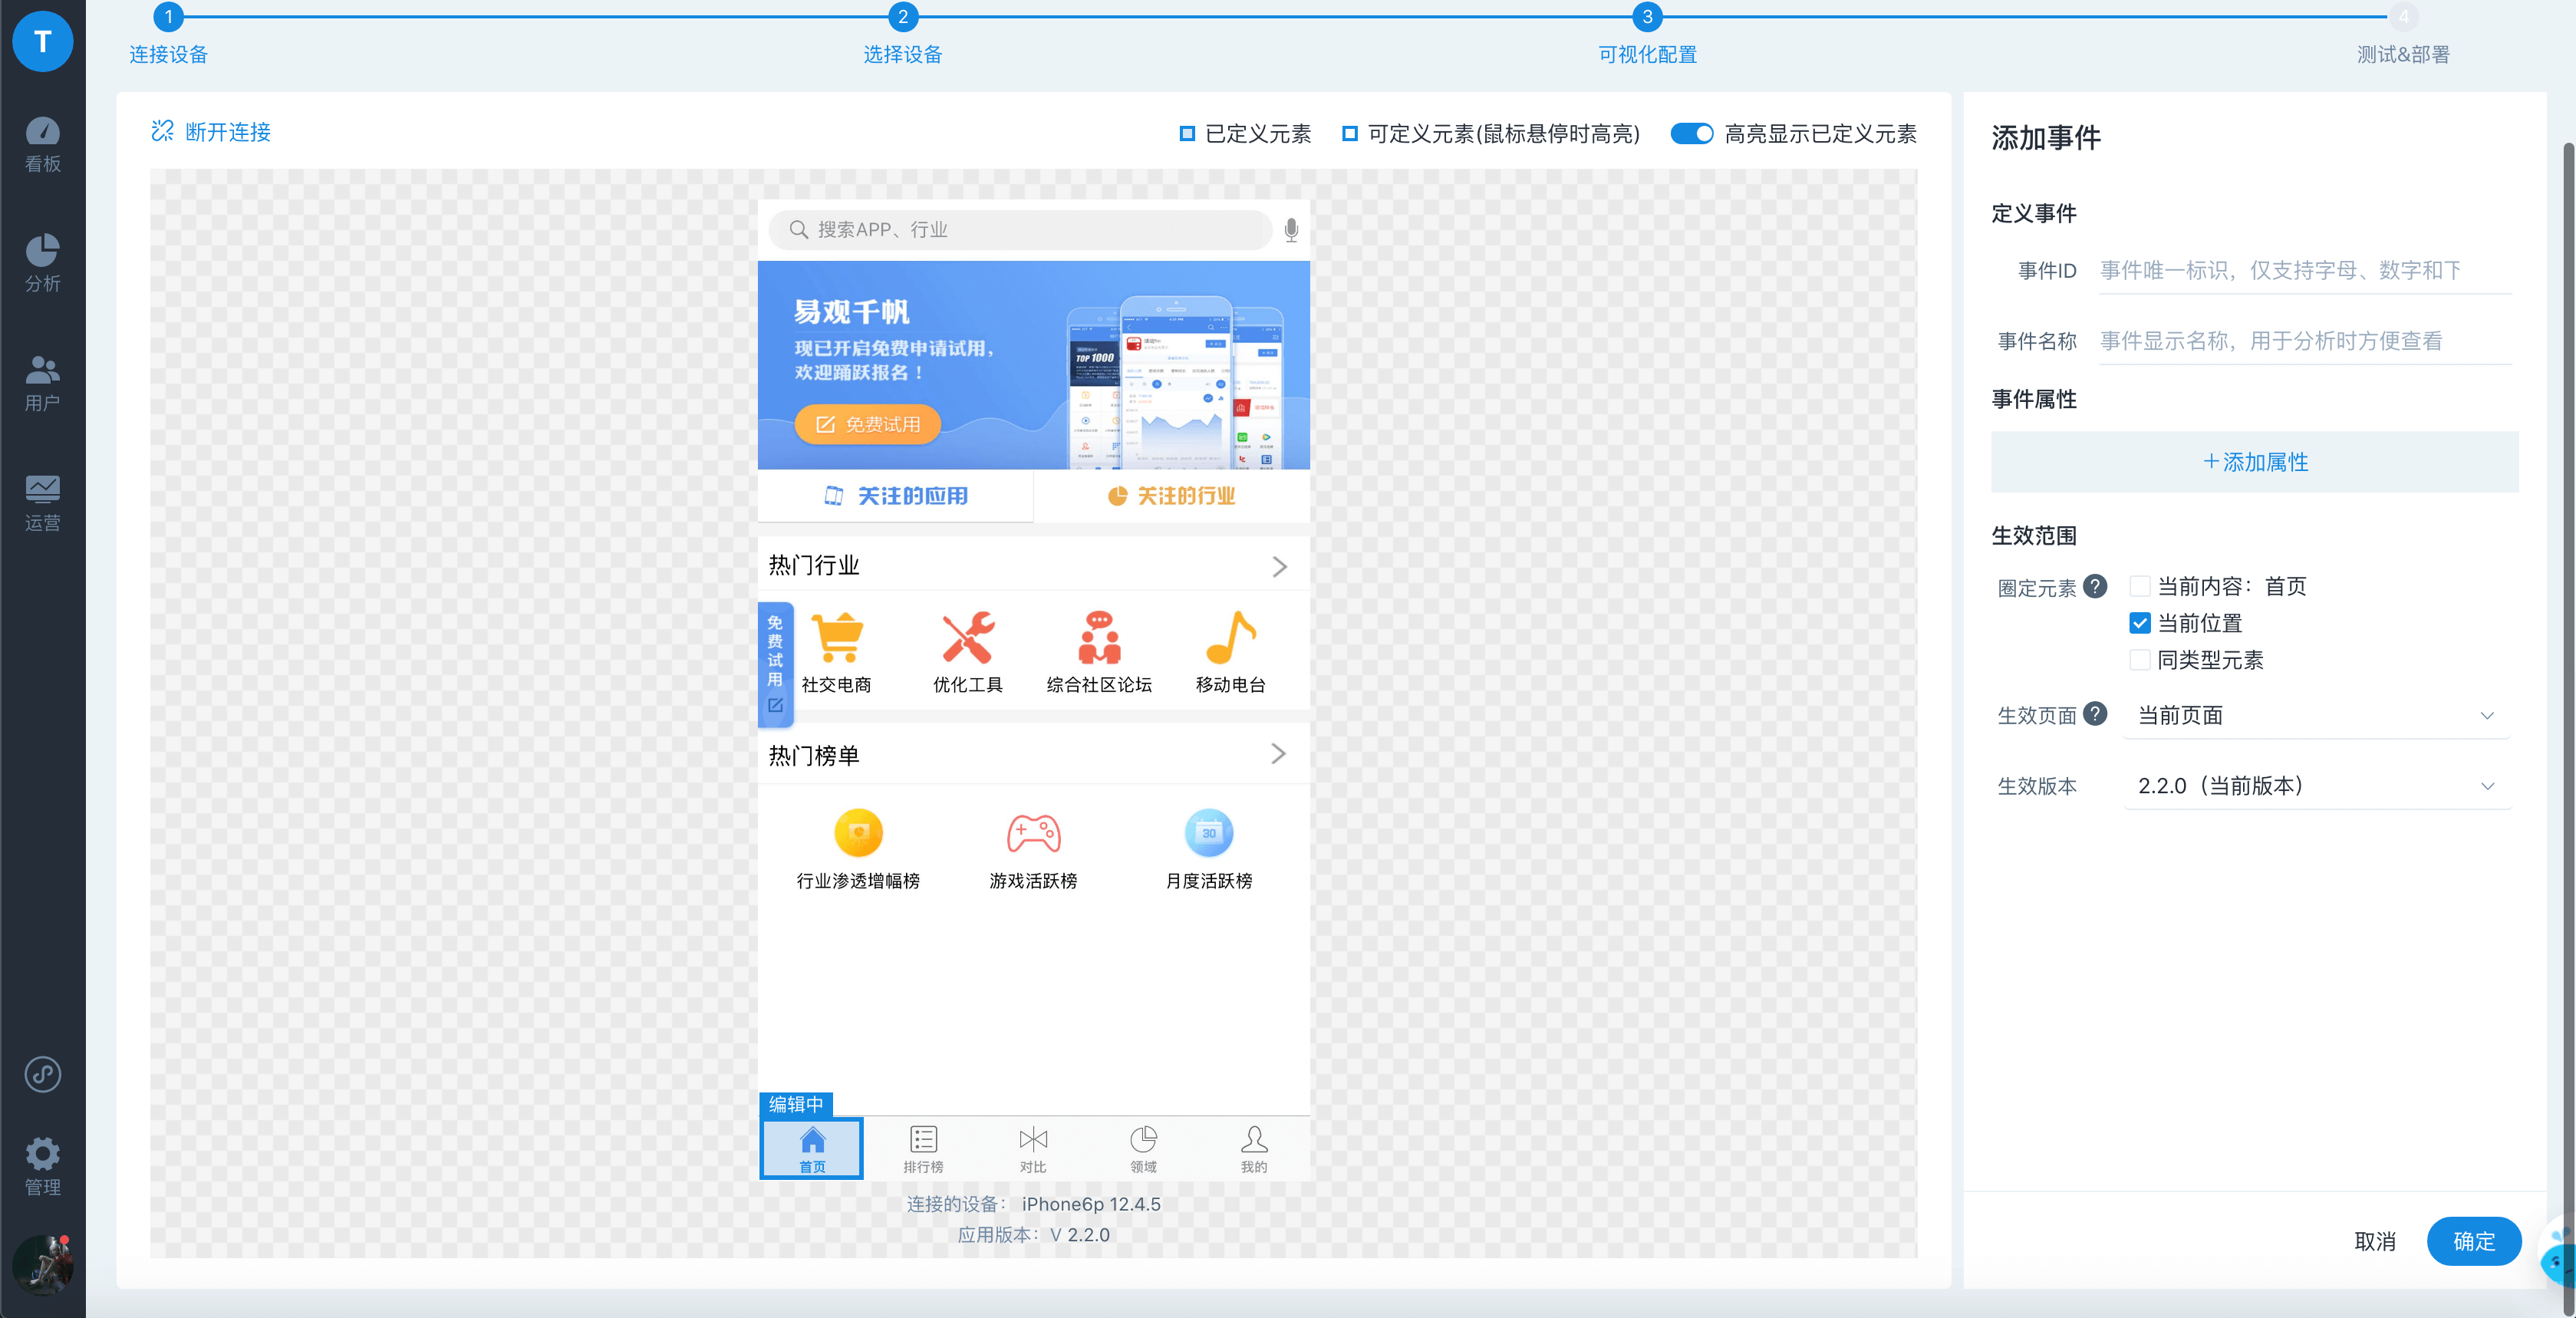 T
看板
分析
用户
运营
管理
1
2
3
4
连接设备
选择设备
可视化配置
测试&部署
断开连接
已定义元素
可定义元素(鼠标悬停时高亮)
高亮显示已定义元素
搜索APP、行业
易观千帆
现已开启免费申请试用，
欢迎踊跃报名！
免费试用
TOP 1000
关注的应用
关注的行业
热门行业
免费试用
社交电商
优化工具
综合社区论坛
移动电台
热门榜单
30
行业渗透增幅榜
游戏活跃榜
月度活跃榜
编辑中
首页
排行榜
对比
领域
我的
连接的设备： iPhone6p 12.4.5
应用版本：V 2.2.0
添加事件
定义事件
事件ID
事件唯一标识，仅支持字母、数字和下
事件名称
事件显示名称，用于分析时方便查看
事件属性
+添加属性
生效范围
圈定元素 ?
当前内容：首页
当前位置
同类型元素
生效页面 ?
当前页面
生效版本
2.2.0（当前版本）
取消
确定